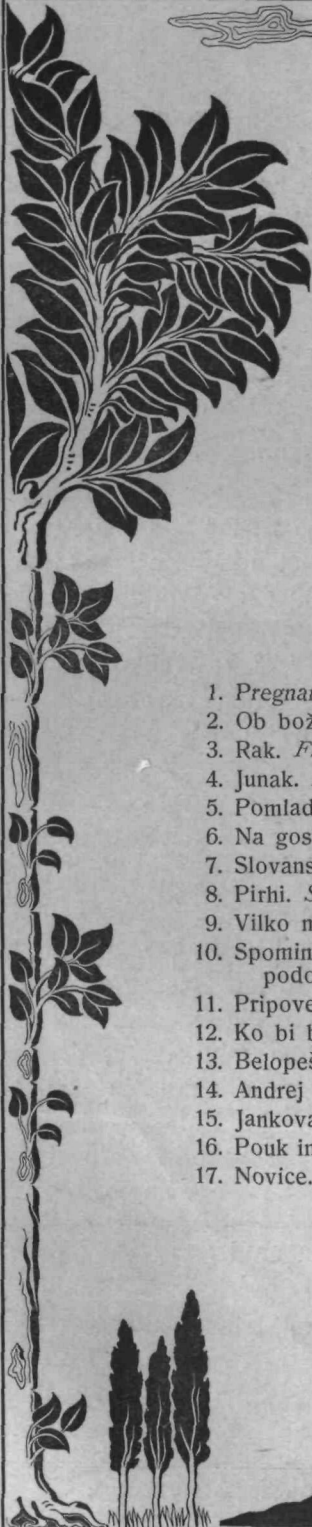 1. Pregnan
2. Ob bož
3. Rak.
4. Junak.
5. Pomlad
6. Na gos
7. Slovans
8. Pirhi.
9. Vilko n
10. Spomin
podo
11. Pripove
12. Ko bi b
13. Belopeš
14. Andrej
15. Jankova
16. Pouk in
17. Novice.